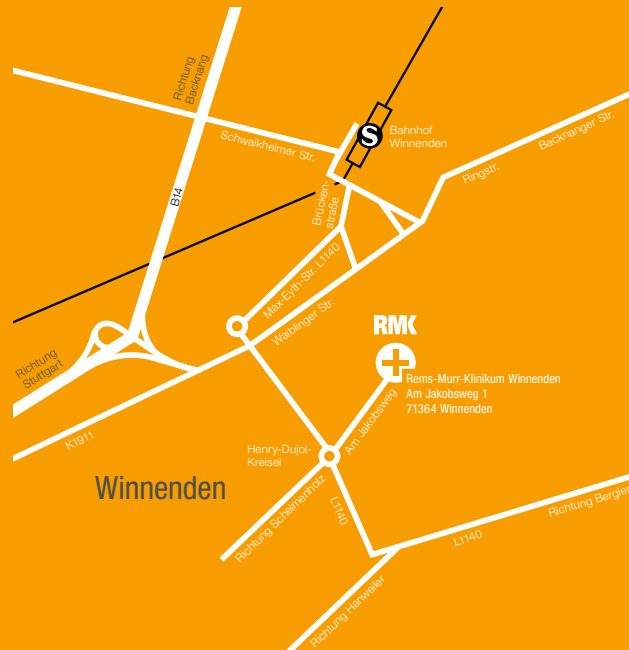 Richtung
Backnang
Schwaikheimer Str.
S
Bahnhof
Winnenden
Backnanger Str.
Ringstr.
B14
Brücken-
straße
Max-Eyth-Str. L1140
Waiblinger Str.
RMK
Richtung
Stuttgart
Rems-Murr-Klinikum Winnenden
Am Jakobsweg 1
71364 Winnenden
Am Jakobsweg
K1911
Henry-Dujol-
Kreisel
Winnenden
Richtung Schelmenholz
L1140
L1140
Richtung Bergler
Richtung Hanweiler